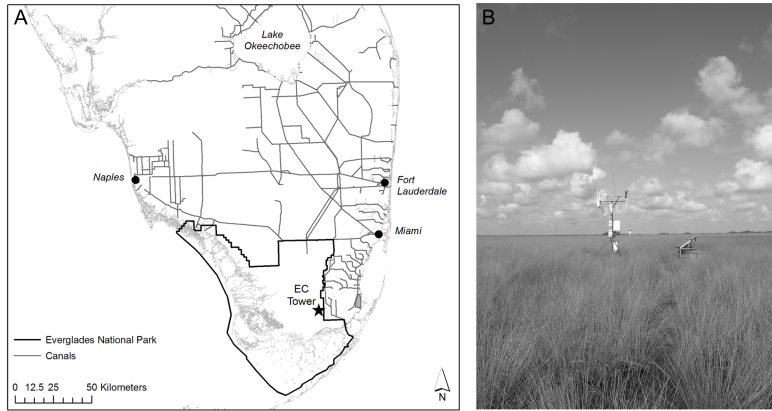 A
Lake
Okeechobee
Naples
Fort
Lauderdale
Miami
EC
Tower
Everglades National Park
Canals
0 12.5 25 50 Kilometers
N
B